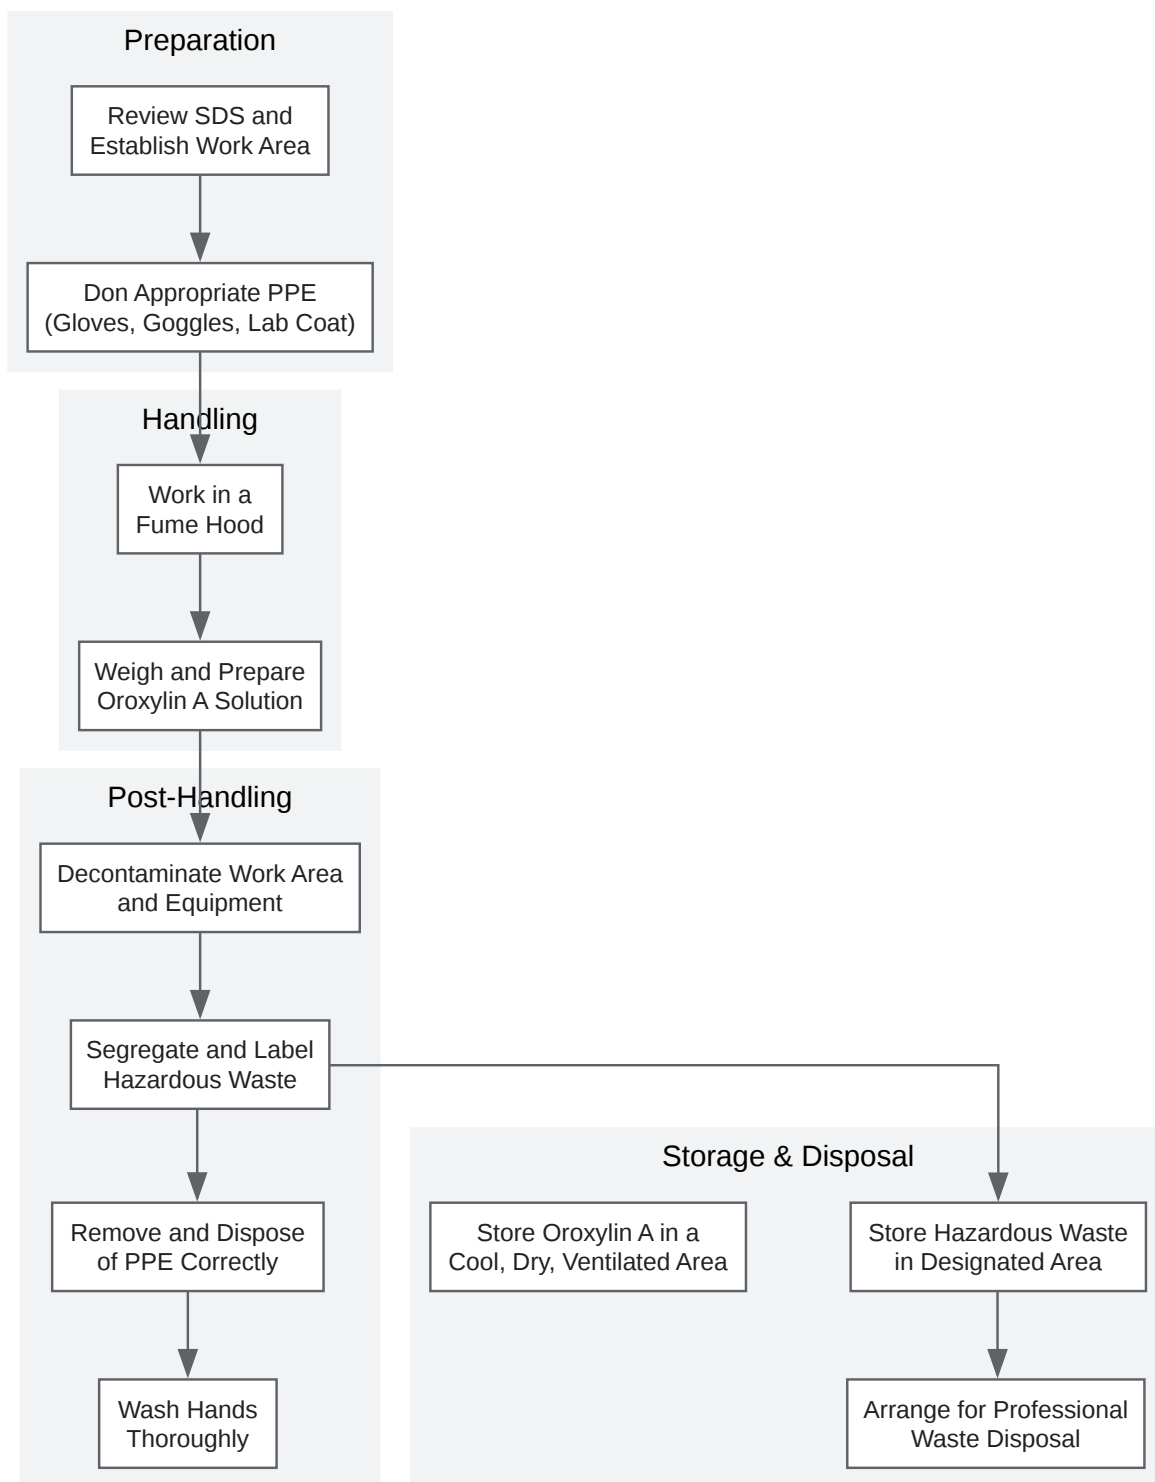 Preparation
Review SDS and
Establish Work Area
Don Appropriate PPE
(Gloves, Goggles, Lab Coat)
Handling
Work in a
Fume Hood
Weigh and Prepare
Oroxylin A Solution
Post-Handling
Decontaminate Work Area
and Equipment
Segregate and Label
Hazardous Waste
Remove and Dispose
of PPE Correctly
Wash Hands
Thoroughly
Storage & Disposal
Store Oroxylin A in a
Cool, Dry, Ventilated Area
Store Hazardous Waste
in Designated Area
Arrange for Professional
Waste Disposal